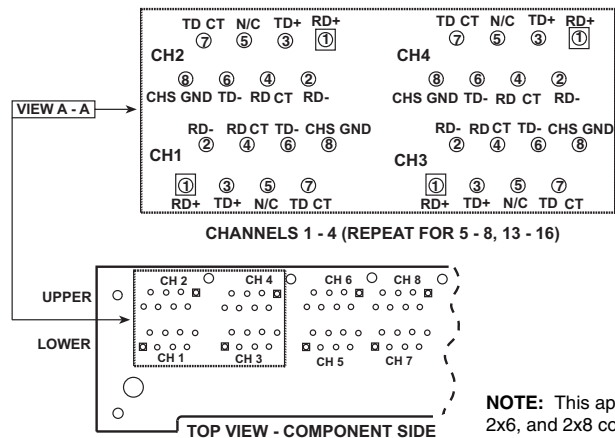 TD CT N/C TD+ RD+ TD CT N/C TD+ RD+
7 5 3 1 7 5 3 1
CH2 CH4
8 6 4 2 8 6 4 2
CHS GND TD- RD CT RD- CHS GND TD- RD CT RD-
VIEW A - A
RD- RD CT TD- CHS GND RD- RD CT TD- CHS GND
2 4 6 8 2 4 6 8
CH1 CH3
1 3 5 7 1 3 5 7
RD+ TD+ N/C TD CT RD+ TD+ N/C TD CT
CHANNELS 1 - 4 (REPEAT FOR 5 - 8, 13 - 16)
CH 2 CH 4 CH 6 CH 8
UPPER
LOWER
CH 1 CH 3 CH 5 CH 7
NOTE: This ap
2x6, and 2x8 co
TOP VIEW - COMPONENT SIDE